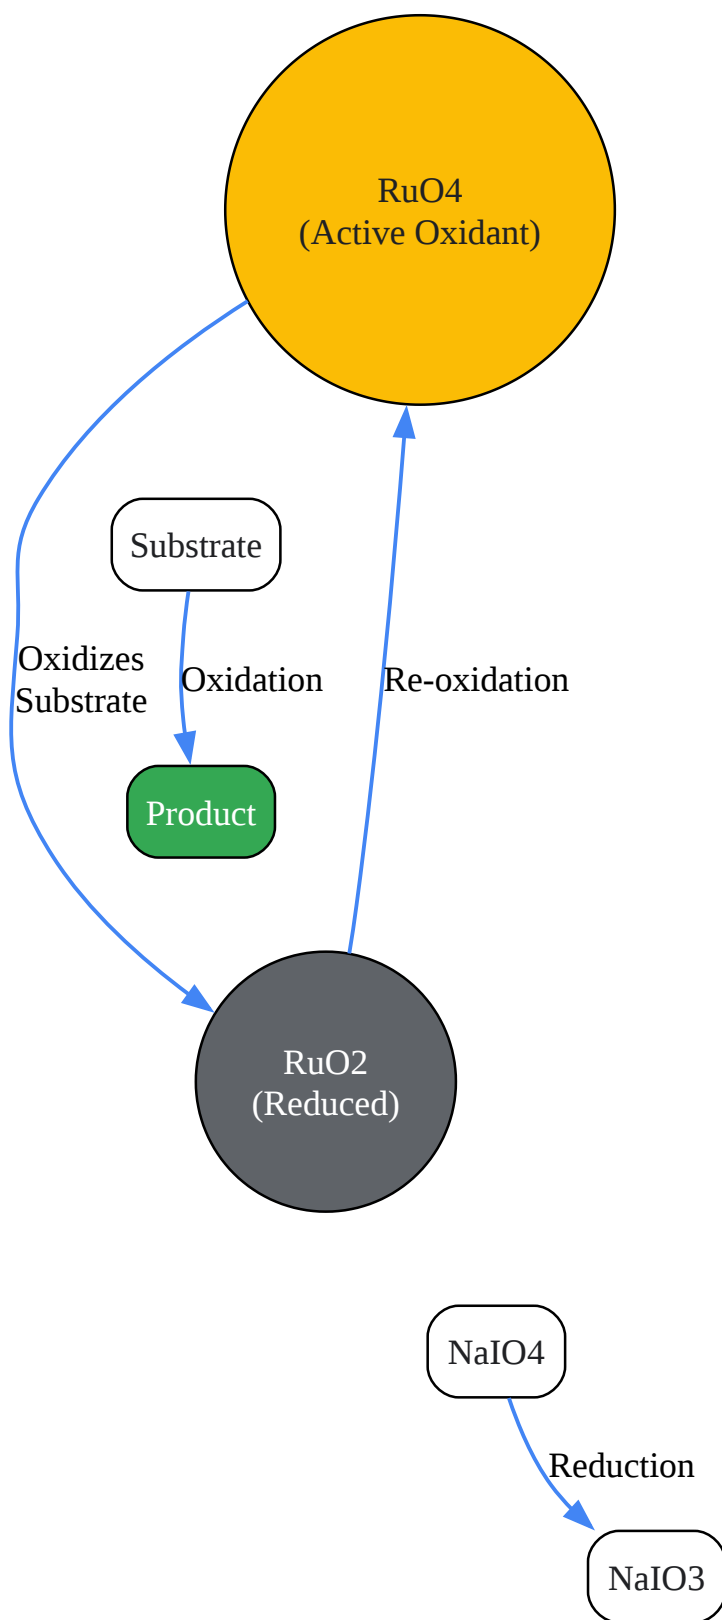 RuO4
(Active Oxidant)
Substrate
Oxidizes
Substrate
Oxidation
Re-oxidation
Product
RuO2
(Reduced)
NaIO4
Reduction
NaIO3